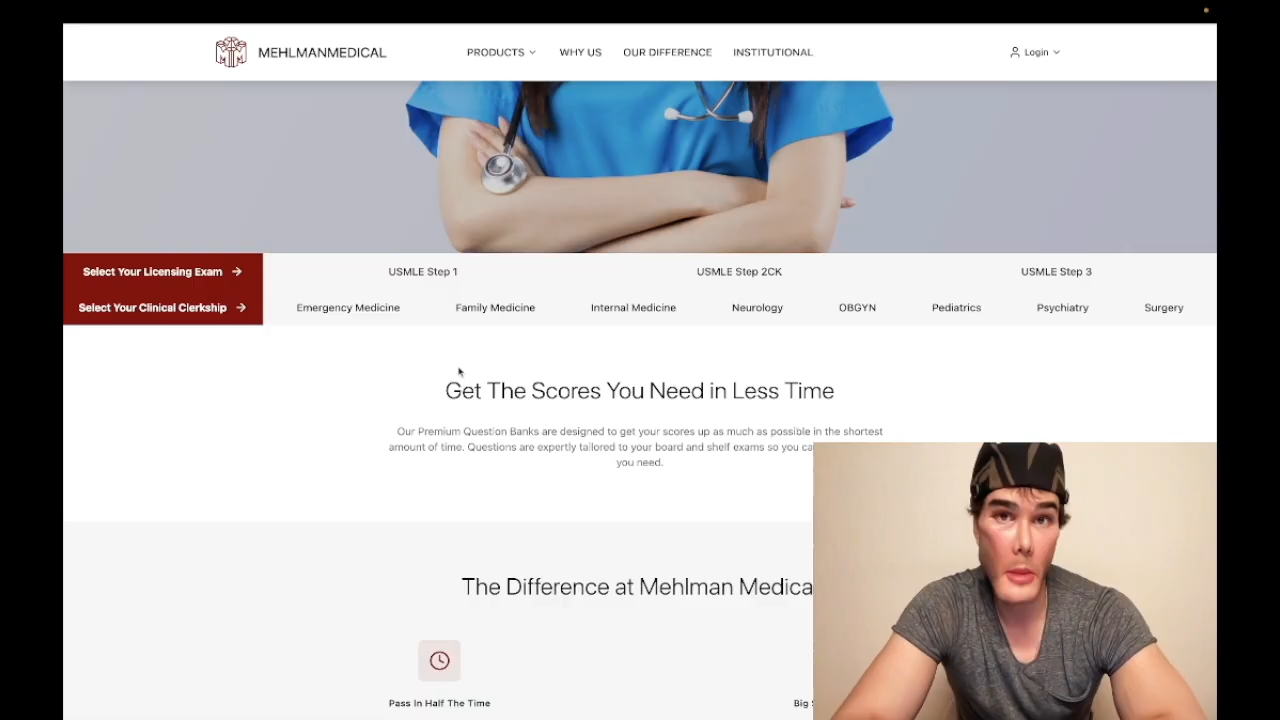 MEHLMANMEDICAL
PRODUCTS WHY US OUR DIFFERENCE INSTITUTIONAL Login
Select Your Licensing Exam → USMLE Step 1 USMLE Step 2CK USMLE Step 3
Select Your Clinical Clerkship → Emergency Medicine Family Medicine Internal Medicine Neurology OBGYN Pediatrics Psychiatry Surgery
Get The Scores You Need in Less Time
Our Premium Question Banks are designed to get your scores up as much as possible in the shortest
amount of time. Questions are expertly tailored to your board and shelf exams so you
you need.
The Difference at Mehlman
Pass In Half The Time
Big